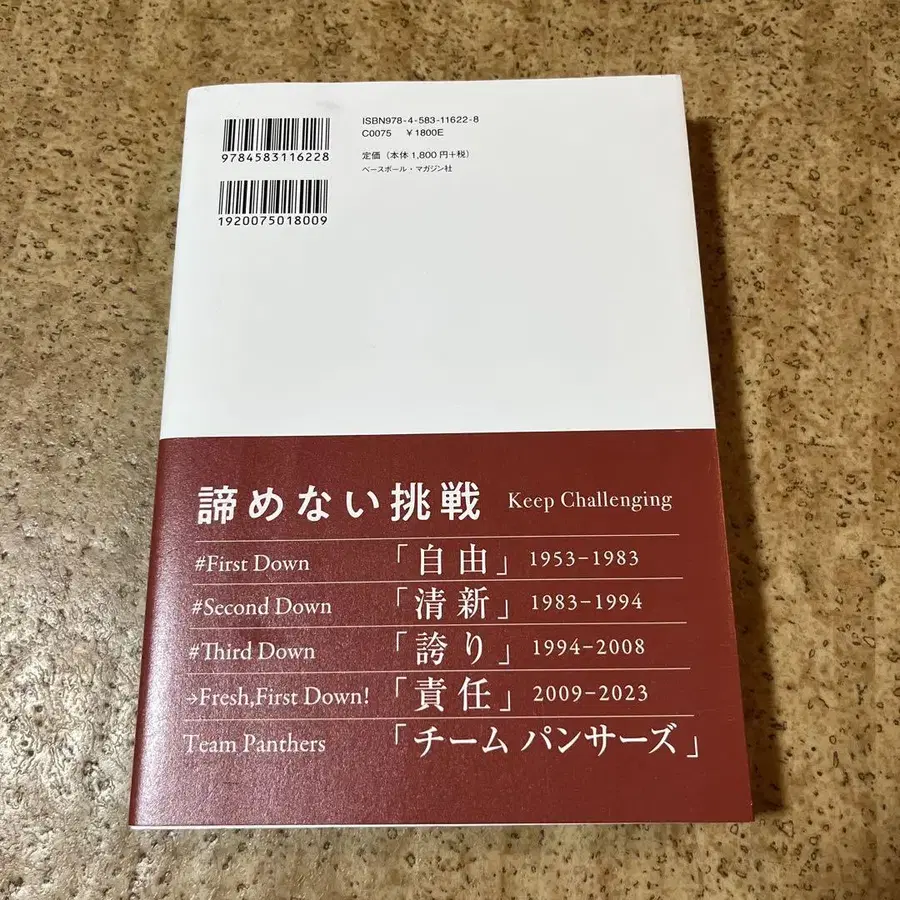 ISBN978-4-583-11622-8
C0075 ￥1800E
定価（本体1,800円＋税）
ベースボール・マガジン社
9784583116228
1920075018009
諦めない挑戦 Keep Challenging
#First Down 「自由」 1953-1983
#Second Down 「清新」 1983-1994
#Third Down 「誇り」 1994-2008
→Fresh,First Down! 「責任」 2009-2023
Team Panthers 「チーム パンサーズ」